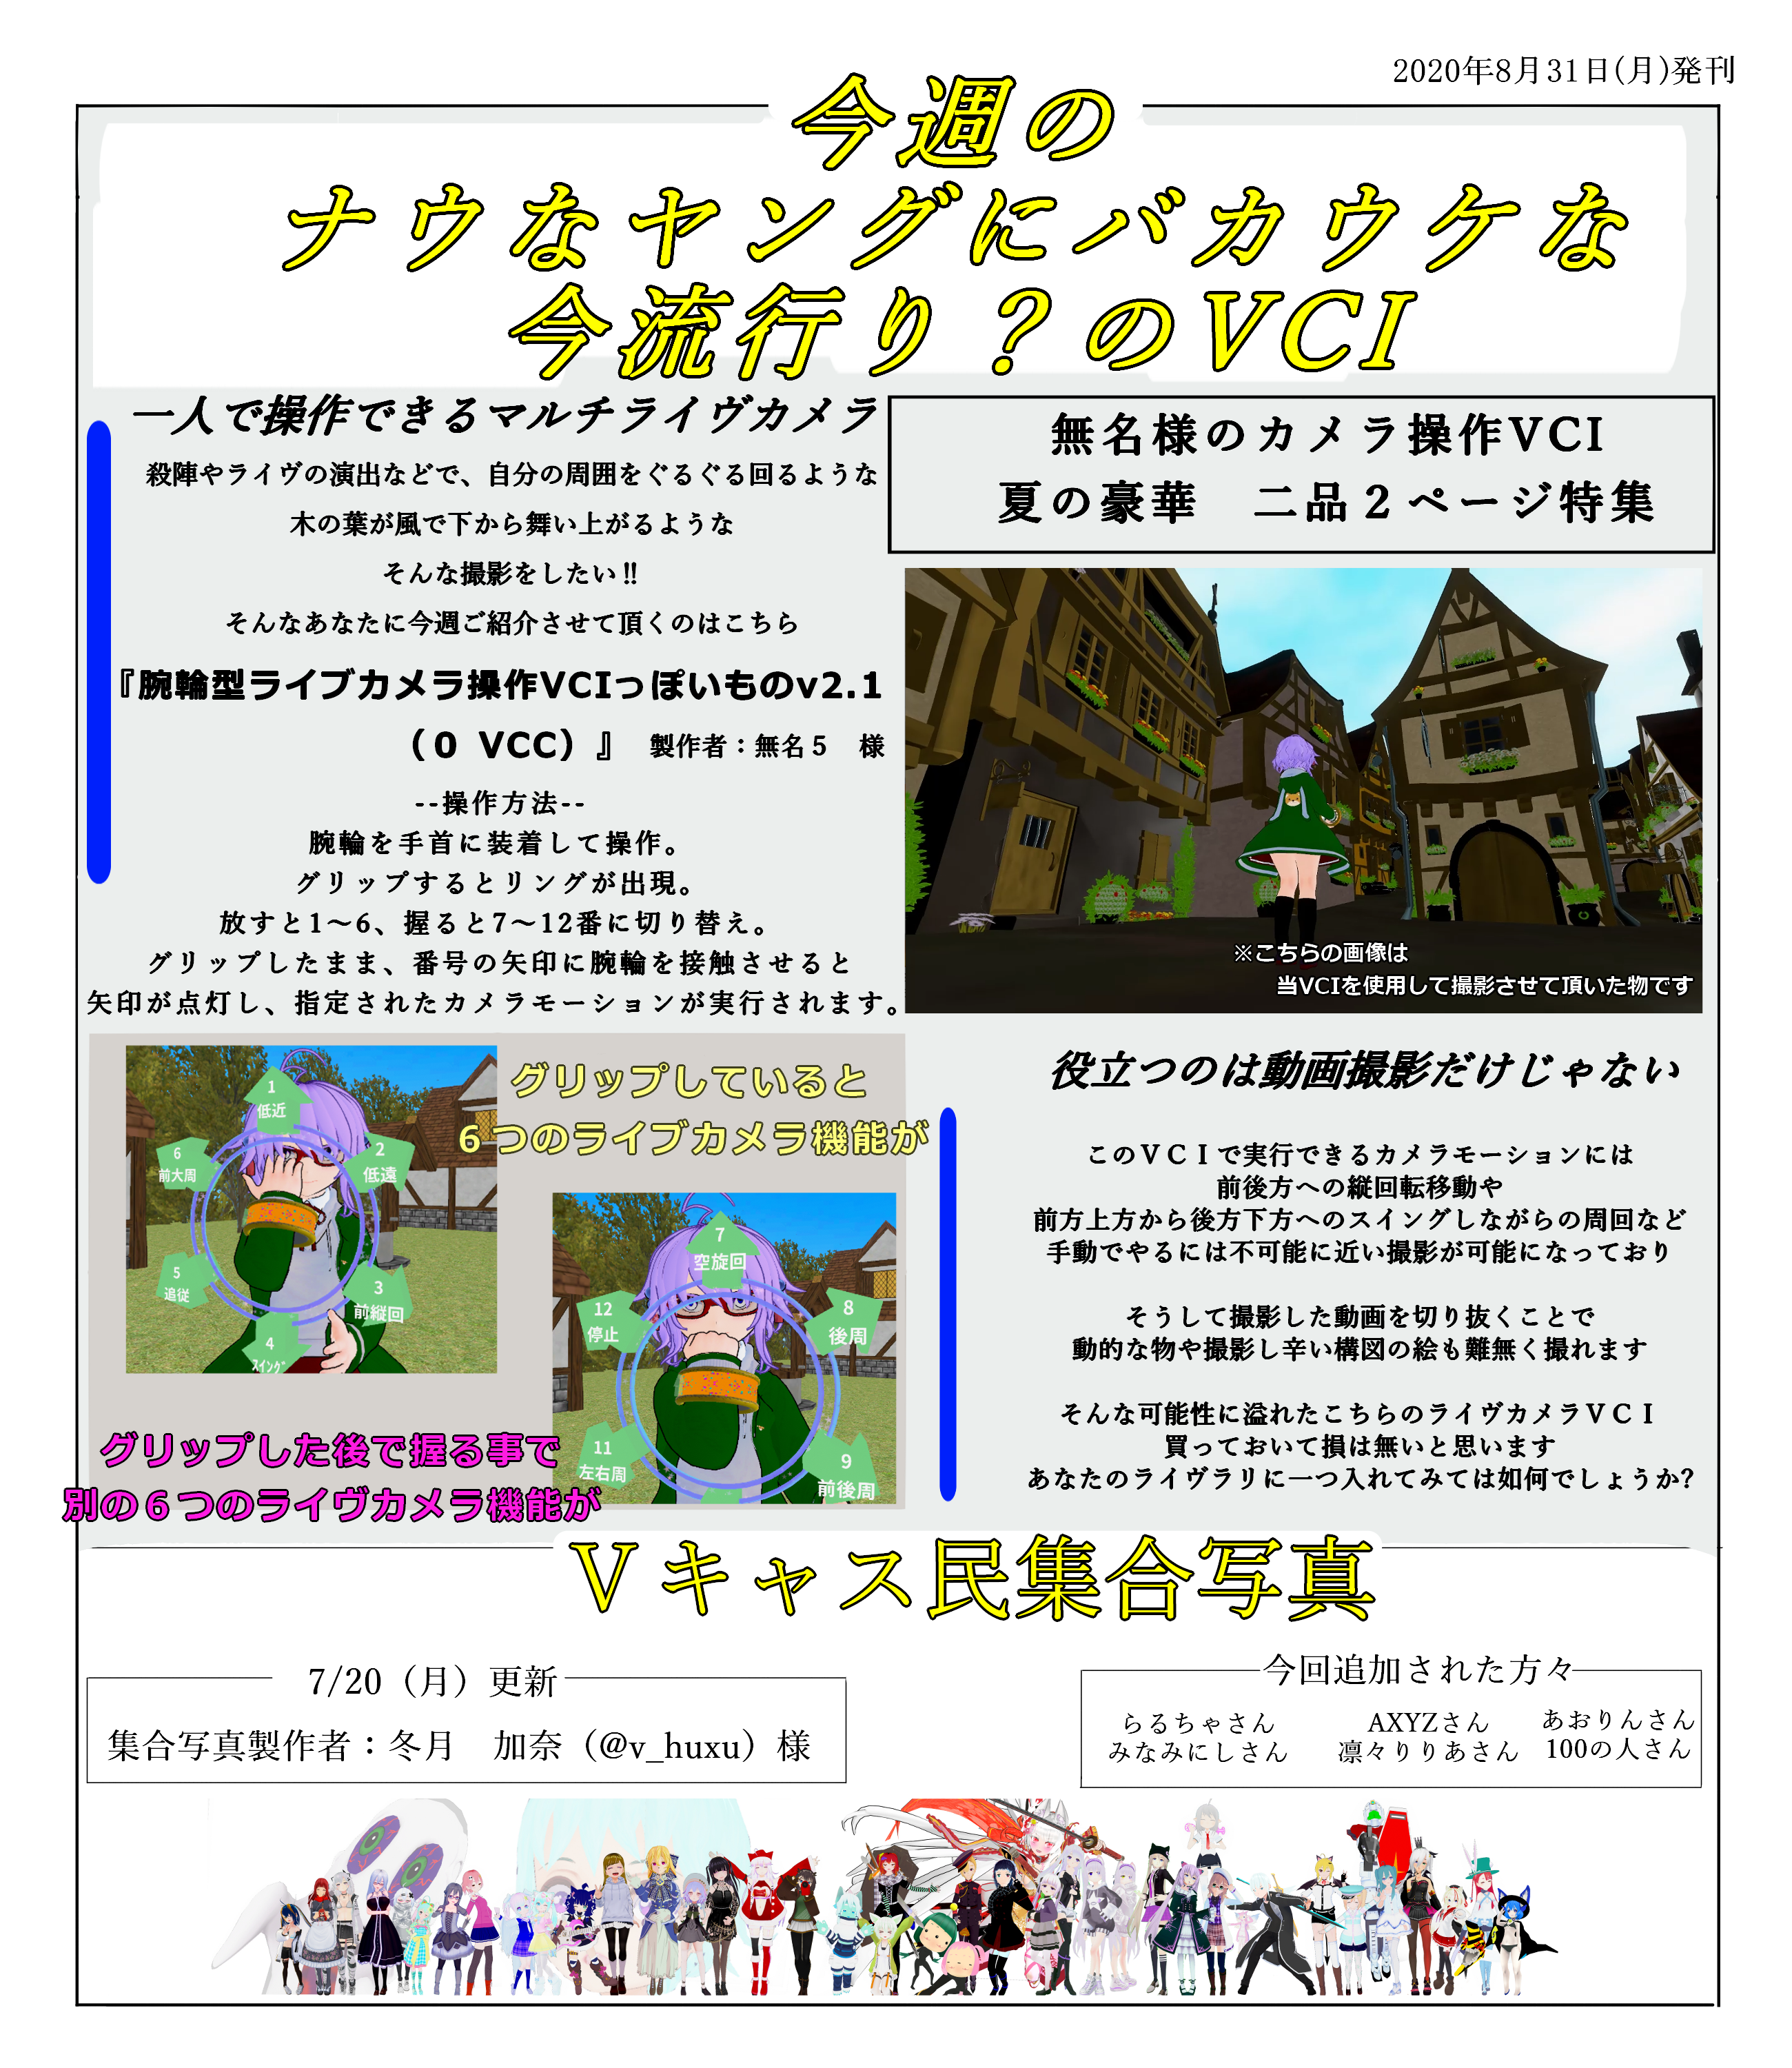 2020年8月31日(月)発刊
今週の
ナウなヤングにバカウケな
今流行り？のVCI
一人で操作できるマルチライヴカメラ
殺陣やライヴの演出などで、自分の周囲をぐるぐる回るような
木の葉が風で下から舞い上がるような
そんな撮影をしたい‼
そんなあなたに今週ご紹介させて頂くのはこちら
『腕輪型ライブカメラ操作VCIっぽいものv2.1
（0 VCC）』　製作者：無名５　様
--操作方法--
腕輪を手首に装着して操作。
グリップするとリングが出現。
放すと1～6、握ると7～12番に切り替え。
グリップしたまま、番号の矢印に腕輪を接触させると
矢印が点灯し、指定されたカメラモーションが実行されます。
無名様のカメラ操作VCI
夏の豪華　二品２ページ特集
※こちらの画像は
当VCIを使用して撮影させて頂いた物です
グリップしていると
６つのライブカメラ機能が
1
低近
2
低遠
3
前縦回
4
ｽｲﾝｸﾞ
5
追従
6
前大周
7
空旋回
8
後周
9
前後周
11
左右周
12
停止
グリップした後で握る事で
別の６つのライヴカメラ機能が
役立つのは動画撮影だけじゃない
このＶＣＩで実行できるカメラモーションには
前後方への縦回転移動や
前方上方から後方下方へのスイングしながらの周回など
手動でやるには不可能に近い撮影が可能になっており
そうして撮影した動画を切り抜くことで
動的な物や撮影し辛い構図の絵も難無く撮れます
そんな可能性に溢れたこちらのライヴカメラＶＣＩ
買っておいて損は無いと思います
あなたのライヴラリに一つ入れてみては如何でしょうか?
Ｖキャス民集合写真
7/20（月）更新
集合写真製作者：冬月　加奈（@v_huxu）様
今回追加された方々
らるちゃさん　AXYZさん　あおりんさん
みなみにしさん　凛々りりあさん　100の人さん